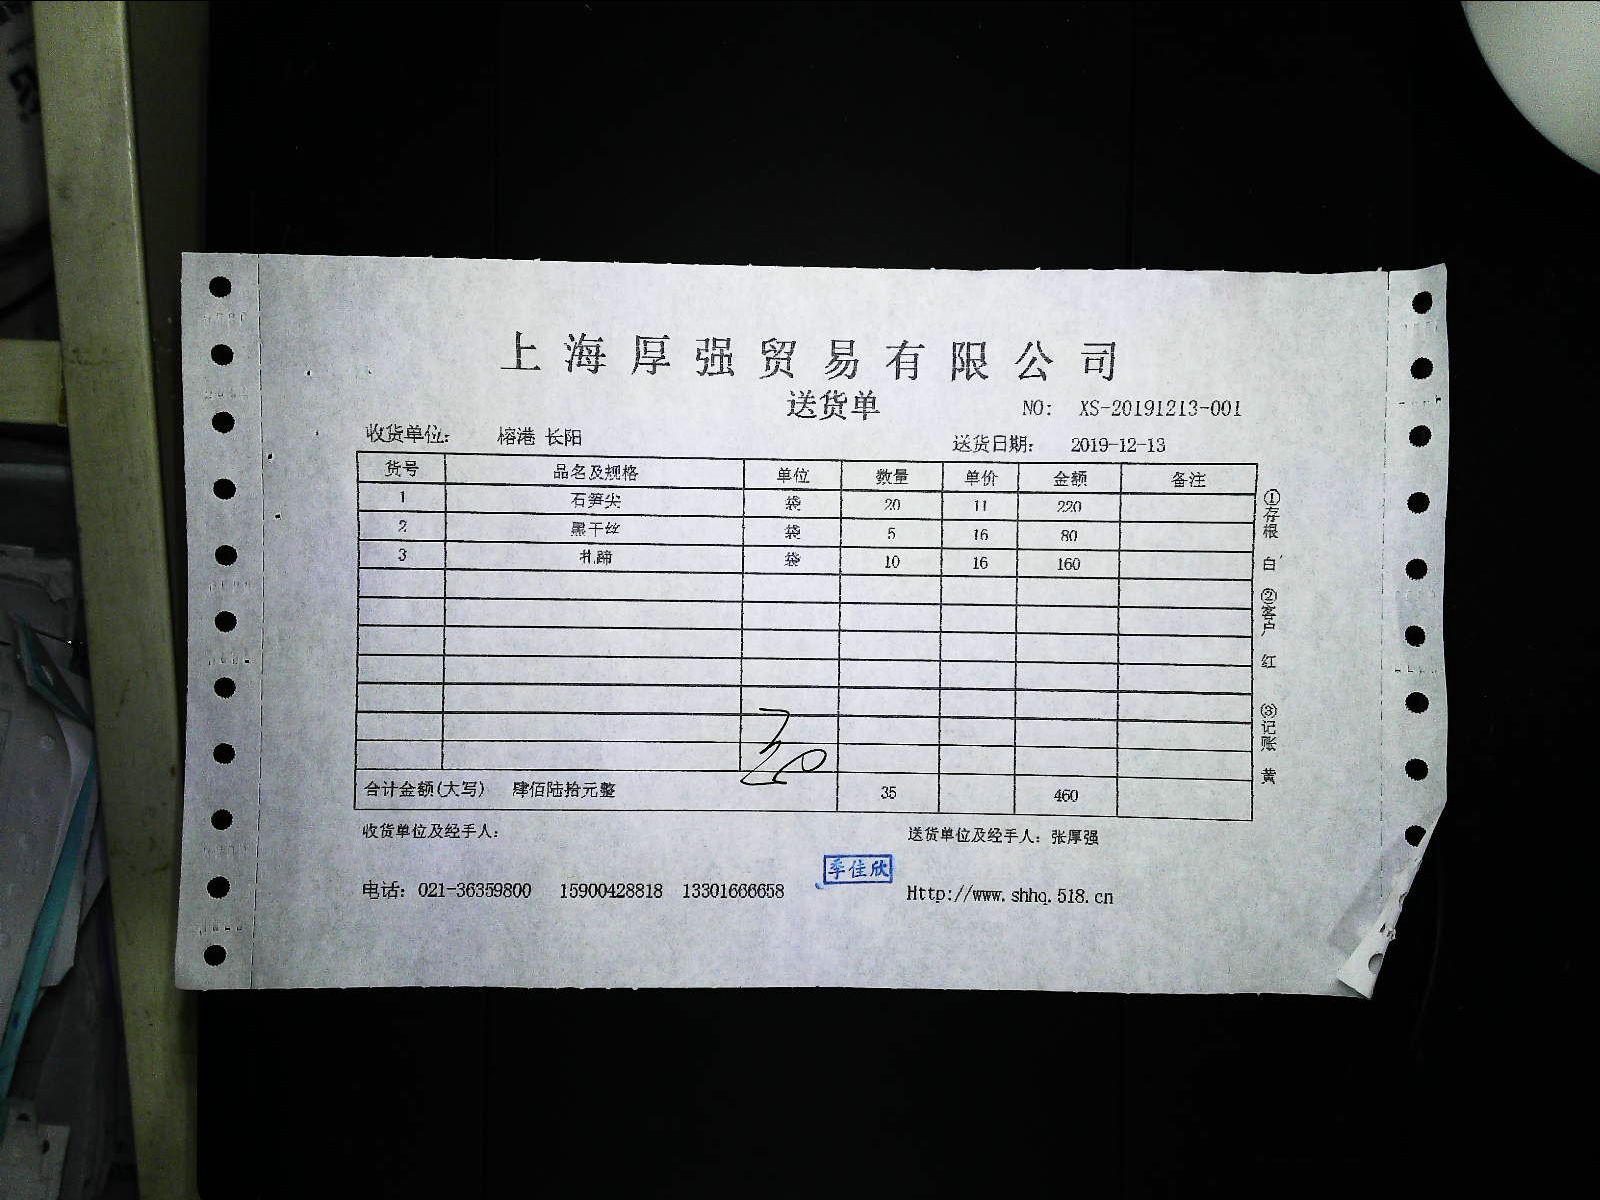 上海厚强贸易有限公司
送货单
NO: XS-20191213-001
收货单位: 榕港 长阳
送货日期: 2019-12-13
货号 品名及规格 单位 数量 单价 金额 备注
1 石笋尖 袋 20 11 220
2 黑干丝 袋 5 16 80
3 扎蹄 袋 10 16 160
合计金额(大写) 肆佰陆拾元整 35 460
收货单位及经手人:
送货单位及经手人: 张厚强
季佳欣
电话: 021-36359800 15900428818 13301666658
Http://www.shhq.518.cn
①存根 白
②客户 红
③记账 黄